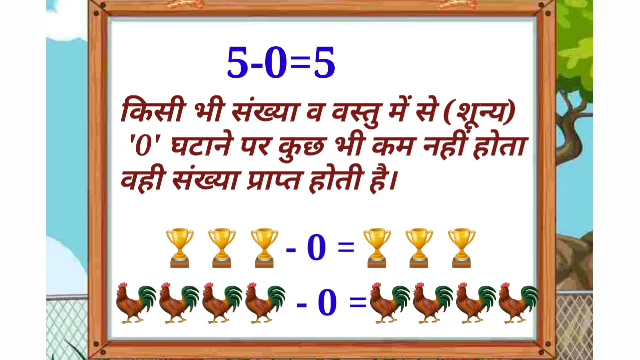 5-0=5
किसी भी संख्या व वस्तु में से (शून्य)
'0' घटाने पर कुछ भी कम नहीं होता
वही संख्या प्राप्त होती है।
- 0 =
- 0 =